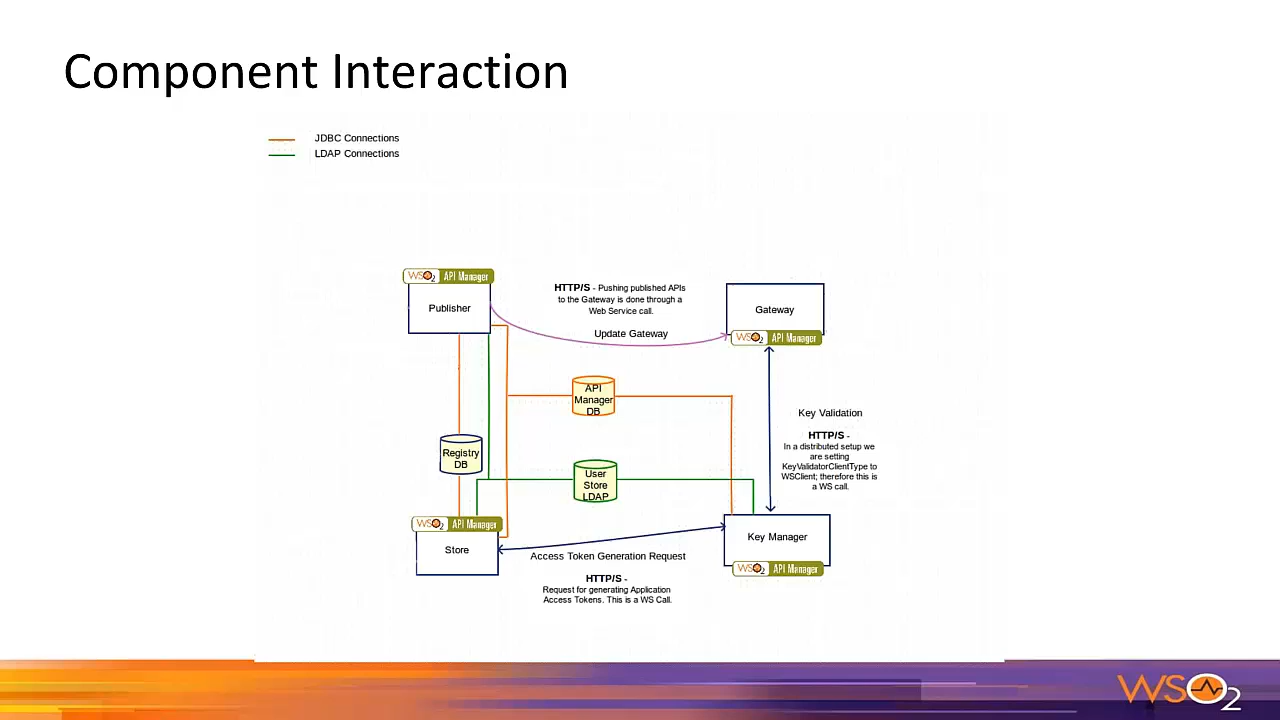 Component Interaction
JDBC Connections
LDAP Connections
WSO2 API Manager
Publisher
HTTP/S - Pushing published APIs
to the Gateway is done through a
Web Service call.
Update Gateway
Gateway
WSO2 API Manager
API
Manager
DB
Key Validation
HTTP/S -
In a distributed setup we
are setting
KeyValidatorClientType to
WSClient; therefore this is
a WS call.
Registry
DB
User
Store
LDAP
WSO2 API Manager
Store
Access Token Generation Request
HTTP/S -
Request for generating Application
Access Tokens. This is a WS Call.
Key Manager
WSO2 API Manager
WSO2